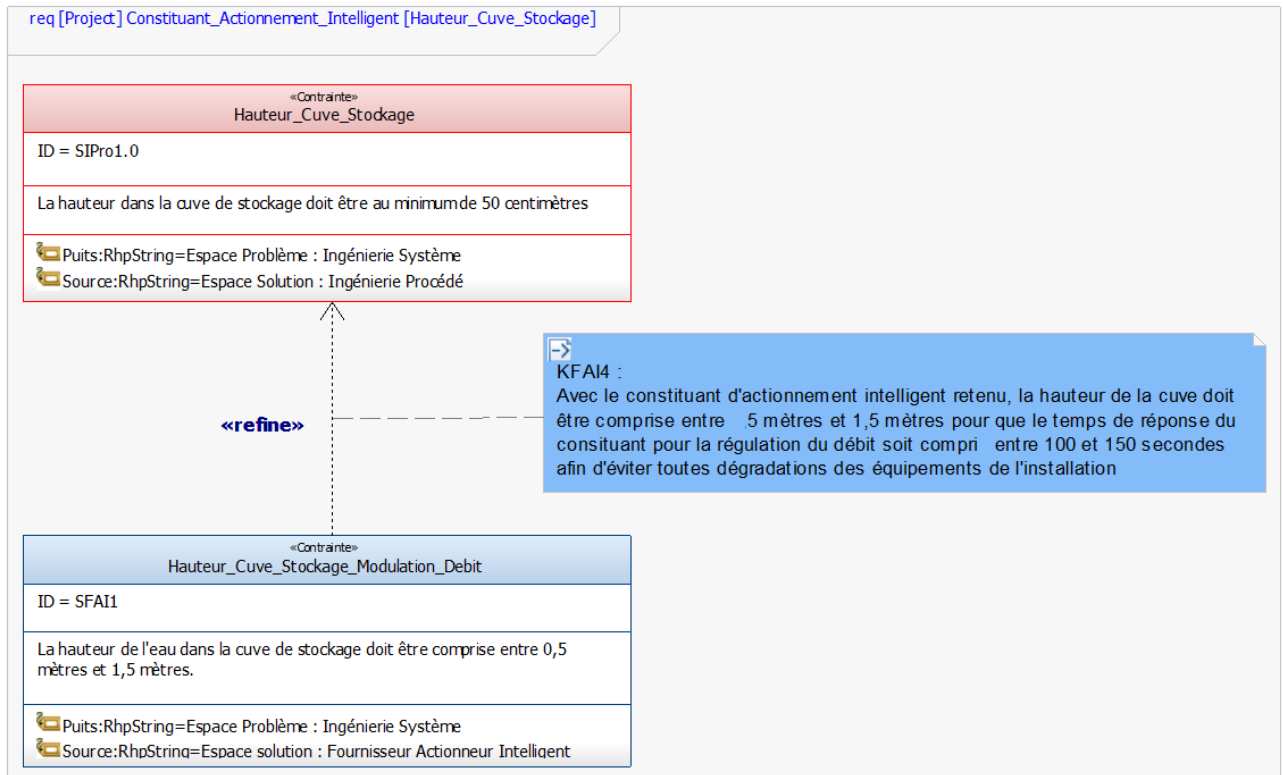 req [Project] Constituant_Actionnement_Intelligent [Hauteur_Cuve_Stockage]
«Contrainte»
Hauteur_Cuve_Stockage
ID = SIPro1.0
La hauteur dans la cuve de stockage doit être au minimum de 50 centimètres
Puits:RhpString=Espace Problème : Ingénierie Système
Source:RhpString=Espace Solution : Ingénierie Procédé
KFAI4 :
Avec le constituant d'actionnement intelligent retenu, la hauteur de la cuve doit
être comprise entre ,5 mètres et 1,5 mètres pour que le temps de réponse du
consituant pour la régulation du débit soit compri entre 100 et 150 secondes
afin d'éviter toutes dégradations des équipements de l'installation
«refine»
«Contrainte»
Hauteur_Cuve_Stockage_Modulation_Debit
ID = SFAI1
La hauteur de l'eau dans la cuve de stockage doit être comprise entre 0,5
mètres et 1,5 mètres.
Puits:RhpString=Espace Problème : Ingénierie Système
Source:RhpString=Espace solution : Fournisseur Actionneur Intelligent